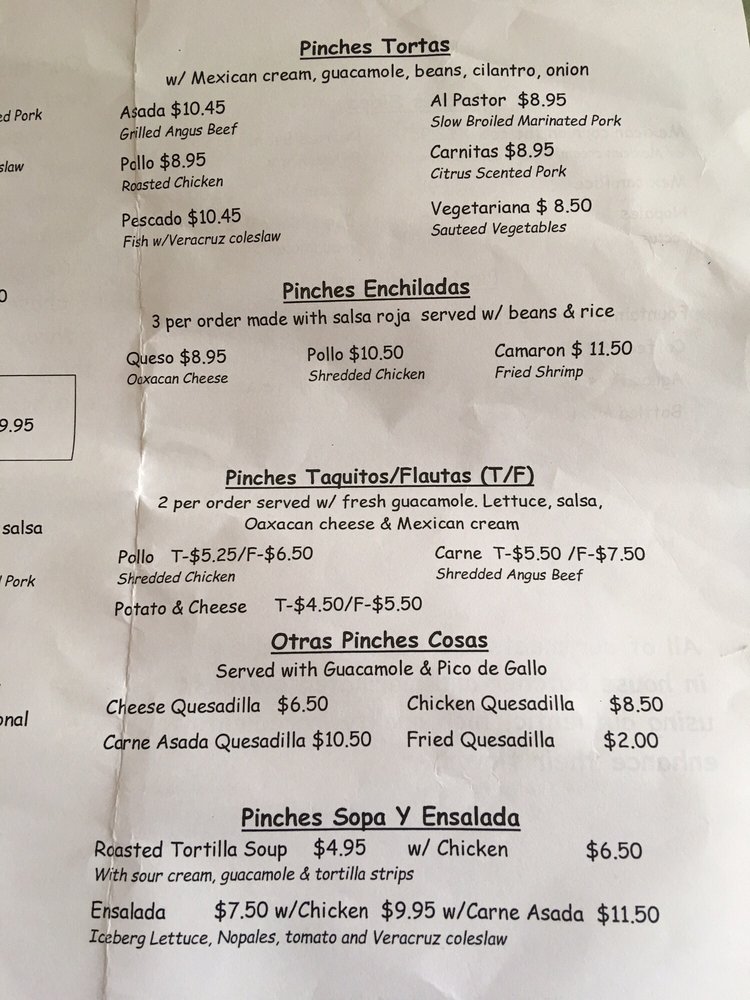 Pinches Tortas
w/ Mexican cream, guacamole, beans, cilantro, onion
Asada $10.45
Grilled Angus Beef
Pollo $8.95
Roasted Chicken
Pescado $10.45
Fish w/Veracruz coleslaw
Al Pastor $8.95
Slow Broiled Marinated Pork
Carnitas $8.95
Citrus Scented Pork
Vegetariana $ 8.50
Sauteed Vegetables
Pinches Enchiladas
3 per order made with salsa roja served w/ beans & rice
Queso $8.95
Oaxacan Cheese
Pollo $10.50
Shredded Chicken
Camaron $ 11.50
Fried Shrimp
Pinches Taquitos/Flautas (T/F)
2 per order served w/ fresh guacamole. Lettuce, salsa,
Oaxacan cheese & Mexican cream
Pollo T-$5.25/F-$6.50
Shredded Chicken
Carne T-$5.50 /F-$7.50
Shredded Angus Beef
Potato & Cheese T-$4.50/F-$5.50
Otras Pinches Cosas
Served with Guacamole & Pico de Gallo
Cheese Quesadilla $6.50
Chicken Quesadilla $8.50
Carne Asada Quesadilla $10.50
Fried Quesadilla $2.00
Pinches Sopa Y Ensalada
Roasted Tortilla Soup $4.95 w/ Chicken $6.50
With sour cream, guacamole & tortilla strips
Ensalada $7.50 w/Chicken $9.95 w/Carne Asada $11.50
Iceberg Lettuce, Nopales, tomato and Veracruz coleslaw
Pork
9.95
salsa
Pork